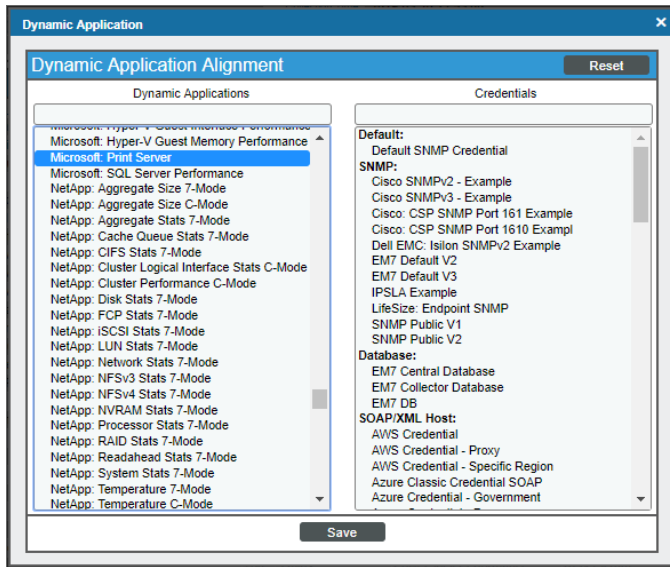 Dynamic Application
Dynamic Application Alignment
Reset
Dynamic Applications
Credentials
Microsoft: Hyper-V Guest Interface Performance
Microsoft: Hyper-V Guest Memory Performance
Microsoft: Print Server
Microsoft: SQL Server Performance
NetApp: Aggregate Size 7-Mode
NetApp: Aggregate Size C-Mode
NetApp: Aggregate Stats 7-Mode
NetApp: Cache Queue Stats 7-Mode
NetApp: CIFS Stats 7-Mode
NetApp: Cluster Logical Interface Stats C-Mode
NetApp: Cluster Performance C-Mode
NetApp: Disk Stats 7-Mode
NetApp: FCP Stats 7-Mode
NetApp: iSCSI Stats 7-Mode
NetApp: LUN Stats 7-Mode
NetApp: Network Stats 7-Mode
NetApp: NFSv3 Stats 7-Mode
NetApp: NFSv4 Stats 7-Mode
NetApp: NVRAM Stats 7-Mode
NetApp: Processor Stats 7-Mode
NetApp: RAID Stats 7-Mode
NetApp: Readahead Stats 7-Mode
NetApp: System Stats 7-Mode
NetApp: Temperature 7-Mode
NetApp: Temperature C-Mode
Default:
Default SNMP Credential
SNMP:
Cisco SNMPv2 - Example
Cisco SNMPv3 - Example
Cisco: CSP SNMP Port 161 Example
Cisco: CSP SNMP Port 1610 Exampl
Dell EMC: Isilon SNMPv2 Example
EM7 Default V2
EM7 Default V3
IPSLA Example
LifeSize: Endpoint SNMP
SNMP Public V1
SNMP Public V2
Database:
EM7 Central Database
EM7 Collector Database
EM7 DB
SOAP/XML Host:
AWS Credential
AWS Credential - Proxy
AWS Credential - Specific Region
Azure Classic Credential SOAP
Azure Credential - Government
Save